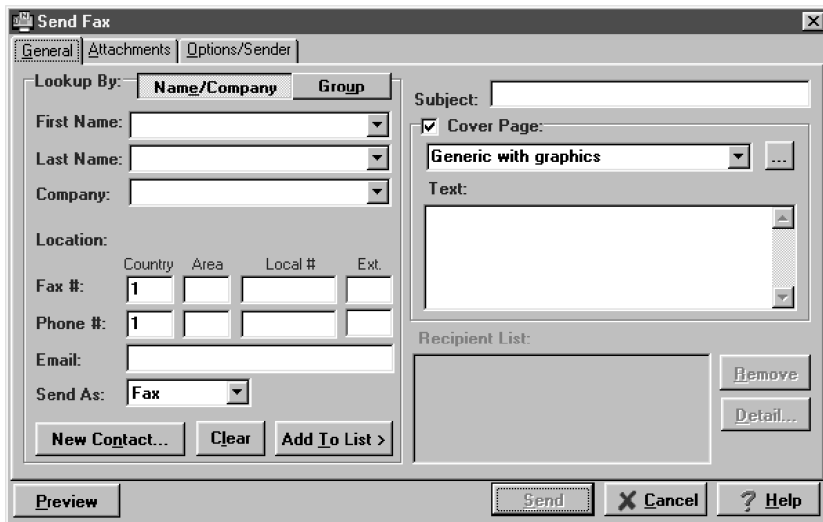 Send Fax
General Attachments Options/Sender
Lookup By: Name/Company Group
First Name:
Last Name:
Company:
Location:
Country Area Local # Ext.
Fax #: 1
Phone #: 1
Email:
Send As: Fax
New Contact... Clear Add To List >
Subject:
Cover Page:
Generic with graphics ...
Text:
Recipient List:
Remove
Detail...
Preview Send Cancel ? Help